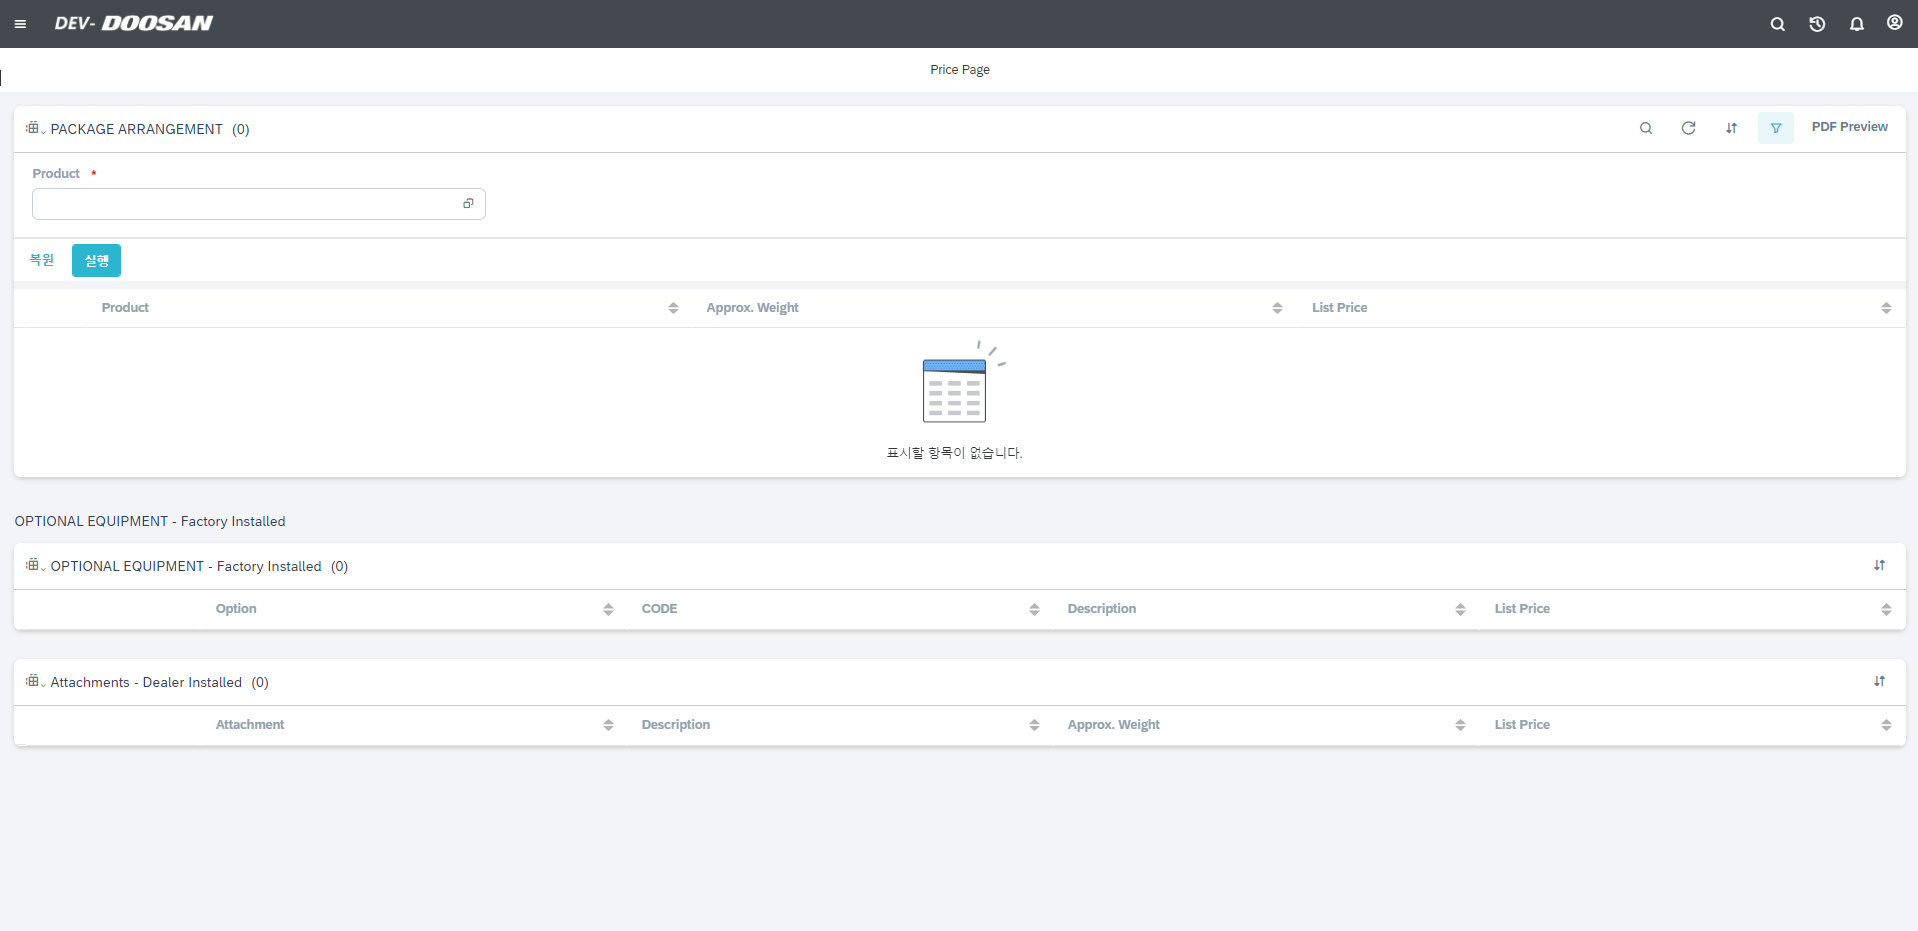 DEV- DOOSAN
Price Page
PACKAGE ARRANGEMENT (0)
PDF Preview
Product *
복원 실행
Product Approx. Weight List Price
표시할 항목이 없습니다.
OPTIONAL EQUIPMENT - Factory Installed
OPTIONAL EQUIPMENT - Factory Installed (0)
Option CODE Description List Price
Attachments - Dealer Installed (0)
Attachment Description Approx. Weight List Price